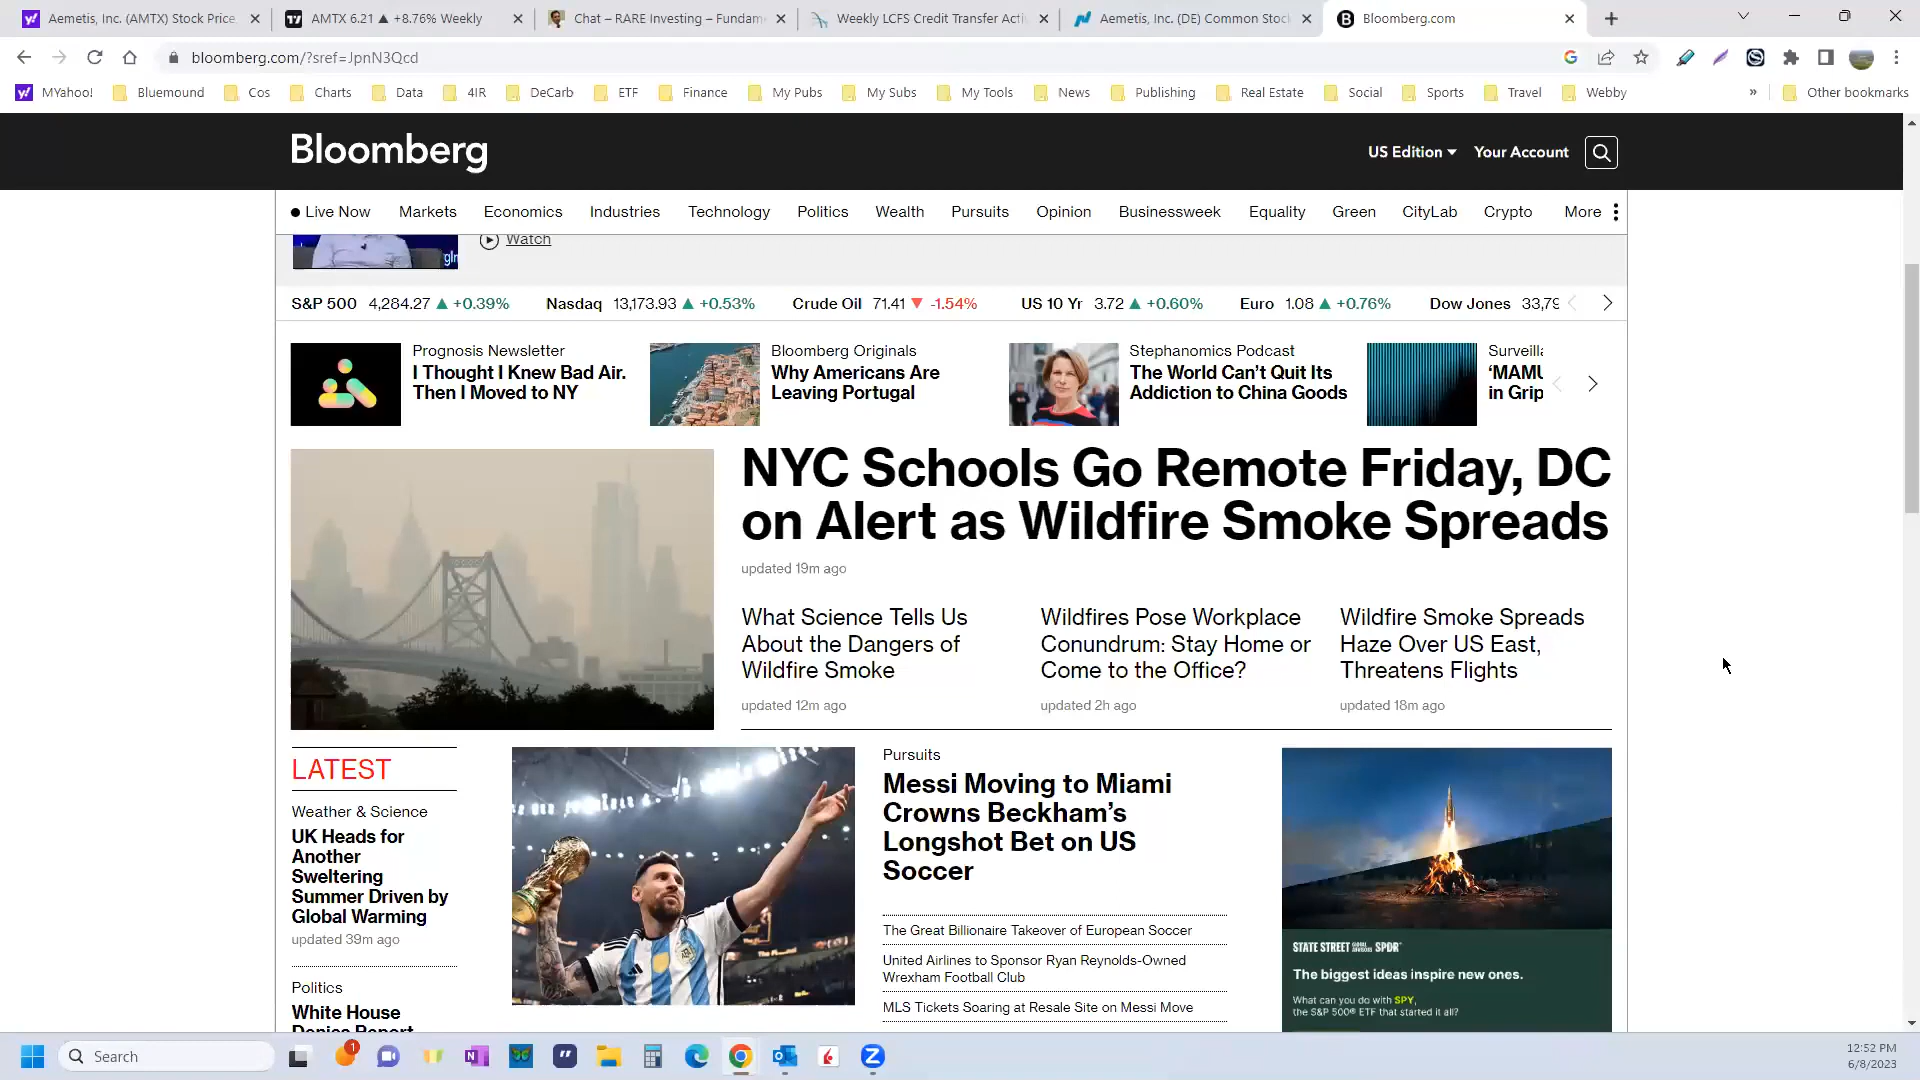 Aemetis, Inc. (AMTX) Stock Price
AMTX 6.21 ▲ +8.76% Weekly
Chat – RARE Investing – Fundam
Weekly LCFS Credit Transfer Acti
Aemetis, Inc. (DE) Common Stoc
Bloomberg.com
bloomberg.com/?sref=JpnN3Qcd
MYahoo!
Bluemound
Cos
Charts
Data
4IR
DeCarb
ETF
Finance
My Pubs
My Subs
My Tools
News
Publishing
Real Estate
Social
Sports
Travel
Webby
»
Other bookmarks
Bloomberg
US Edition
Your Account
Live Now
Markets
Economics
Industries
Technology
Politics
Wealth
Pursuits
Opinion
Businessweek
Equality
Green
CityLab
Crypto
More
Watch
S&P 500 4,284.27 ▲ +0.39%
Nasdaq 13,173.93 ▲ +0.53%
Crude Oil 71.41 ▼ -1.54%
US 10 Yr 3.72 ▲ +0.60%
Euro 1.08 ▲ +0.76%
Dow Jones 33,79
Prognosis Newsletter
I Thought I Knew Bad Air.
Then I Moved to NY
Bloomberg Originals
Why Americans Are
Leaving Portugal
Stephanomics Podcast
The World Can’t Quit Its
Addiction to China Goods
Surveill
‘MAMU
in Grip
NYC Schools Go Remote Friday, DC
on Alert as Wildfire Smoke Spreads
updated 19m ago
What Science Tells Us
About the Dangers of
Wildfire Smoke
updated 12m ago
Wildfires Pose Workplace
Conundrum: Stay Home or
Come to the Office?
updated 2h ago
Wildfire Smoke Spreads
Haze Over US East,
Threatens Flights
updated 18m ago
LATEST
Weather & Science
UK Heads for
Another
Sweltering
Summer Driven by
Global Warming
updated 39m ago
Politics
White House
Denies Report
Pursuits
Messi Moving to Miami
Crowns Beckham’s
Longshot Bet on US
Soccer
The Great Billionaire Takeover of European Soccer
United Airlines to Sponsor Ryan Reynolds-Owned
Wrexham Football Club
MLS Tickets Soaring at Resale Site on Messi Move
STATE STREET GLOBAL ADVISORS SPDR
The biggest ideas inspire new ones.
What can you do with SPY,
the S&P 500® ETF that started it all?
Search
1
12:52 PM
6/8/2023